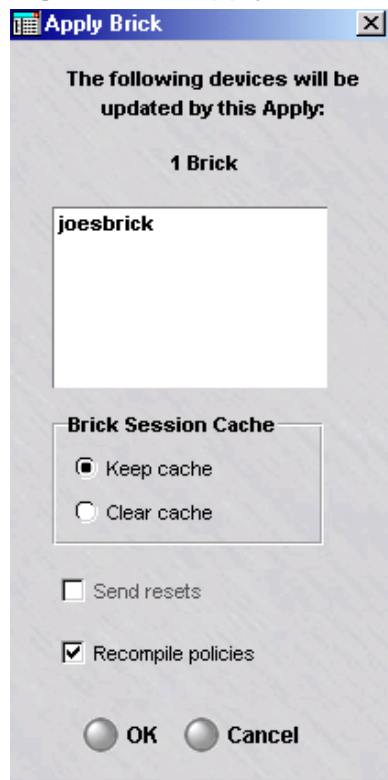 Apply Brick
The following devices will be
updated by this Apply:
1 Brick
joesbrick
Brick Session Cache
Keep cache
Clear cache
Send resets
Recompile policies
OK Cancel